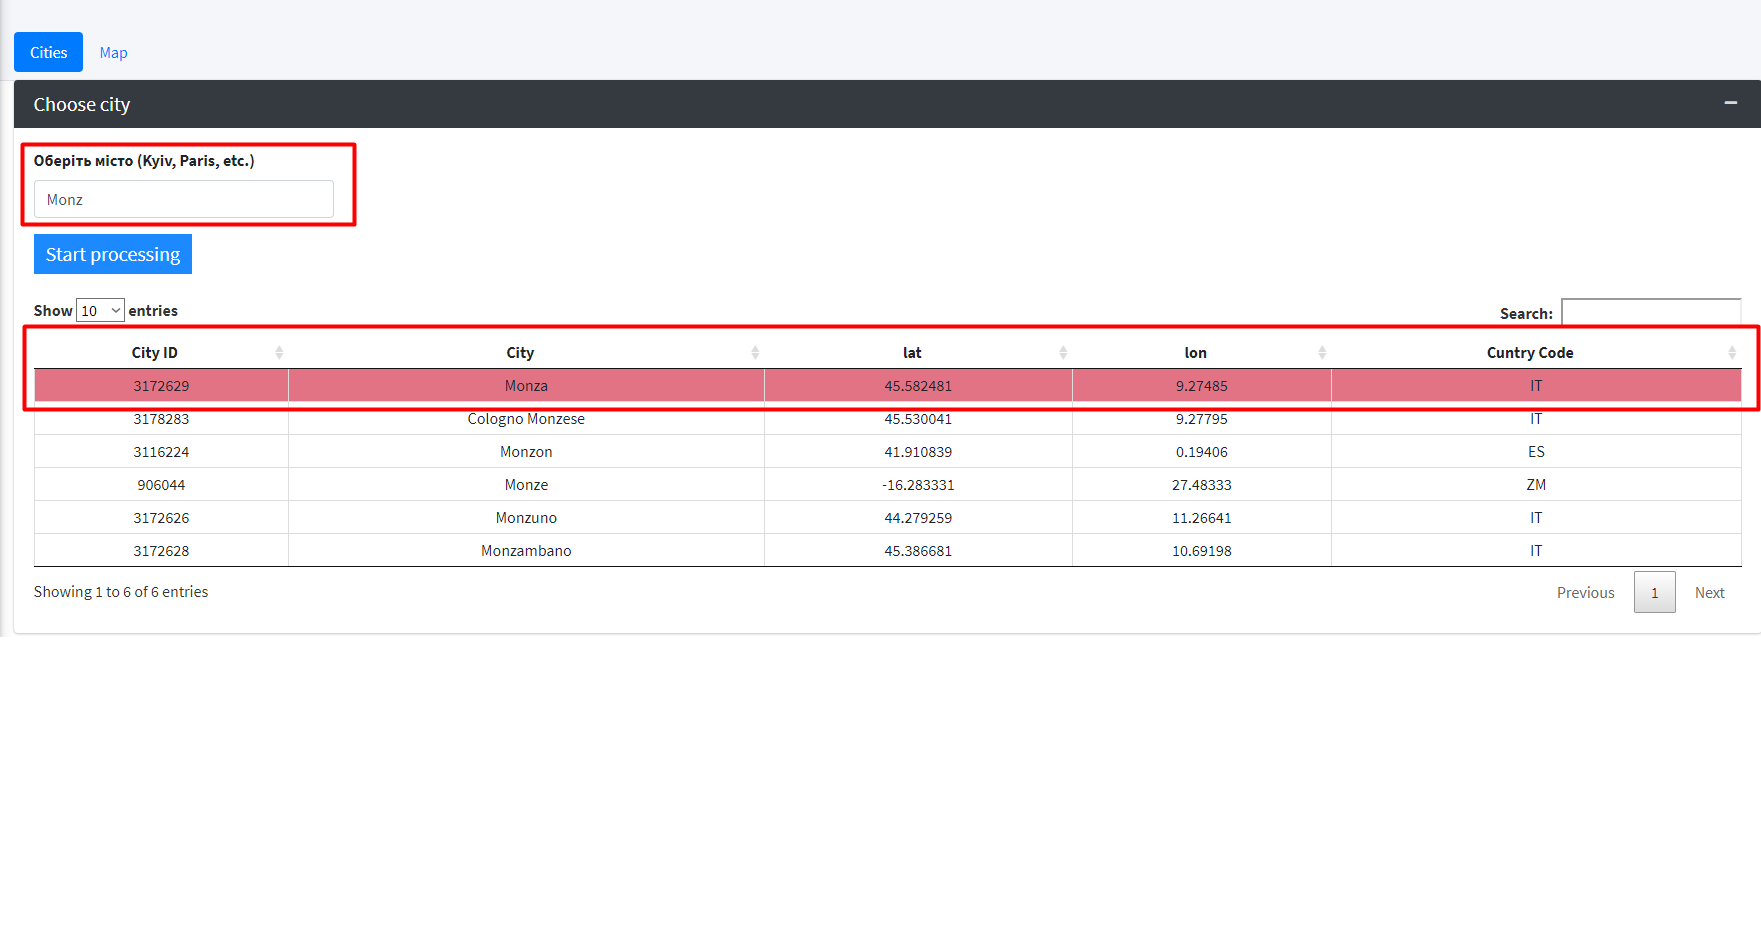 Cities Map
Choose city
Оберіть місто (Kyiv, Paris, etc.)
Monz
Start processing
Show 10 entries Search:
City ID City lat lon Cuntry Code
3172629 Monza 45.582481 9.27485 IT
3178283 Cologno Monzese 45.530041 9.27795 IT
3116224 Monzon 41.910839 0.19406 ES
906044 Monze -16.283331 27.48333 ZM
3172626 Monzuno 44.279259 11.26641 IT
3172628 Monzambano 45.386681 10.69198 IT
Showing 1 to 6 of 6 entries Previous 1 Next